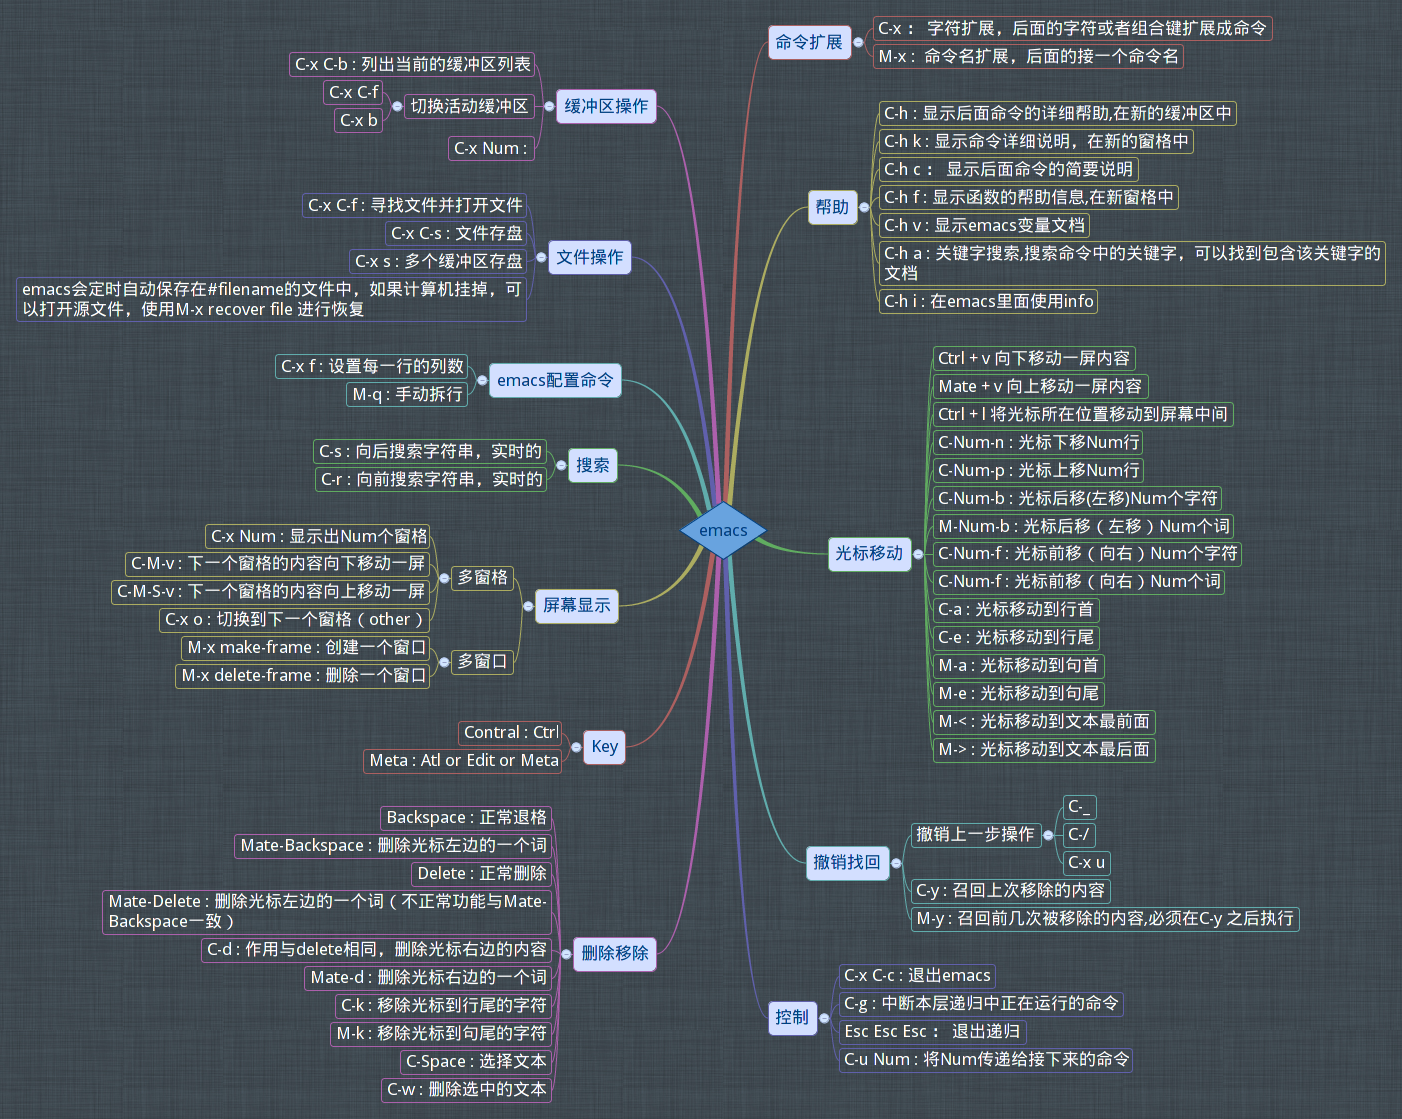 emacs
命令扩展
C-x： 字符扩展，后面的字符或者组合键扩展成命令
M-x : 命令名扩展，后面的接一个命令名
帮助
C-h : 显示后面命令的详细帮助,在新的缓冲区中
C-h k : 显示命令详细说明，在新的窗格中
C-h c： 显示后面命令的简要说明
C-h f : 显示函数的帮助信息,在新窗格中
C-h v : 显示emacs变量文档
C-h a : 关键字搜索,搜索命令中的关键字，可以找到包含该关键字的
文档
C-h i : 在emacs里面使用info
光标移动
Ctrl + v 向下移动一屏内容
Mate + v 向上移动一屏内容
Ctrl + l 将光标所在位置移动到屏幕中间
C-Num-n : 光标下移Num行
C-Num-p : 光标上移Num行
C-Num-b : 光标后移(左移)Num个字符
M-Num-b : 光标后移（左移）Num个词
C-Num-f : 光标前移（向右）Num个字符
C-Num-f : 光标前移（向右）Num个词
C-a : 光标移动到行首
C-e : 光标移动到行尾
M-a : 光标移动到句首
M-e : 光标移动到句尾
M-< : 光标移动到文本最前面
M-> : 光标移动到文本最后面
撤销找回
撤销上一步操作
C-_
C-/
C-x u
C-y : 召回上次移除的内容
M-y : 召回前几次被移除的内容,必须在C-y 之后执行
控制
C-x C-c : 退出emacs
C-g : 中断本层递归中正在运行的命令
Esc Esc Esc： 退出递归
C-u Num : 将Num传递给接下来的命令
缓冲区操作
C-x C-b : 列出当前的缓冲区列表
切换活动缓冲区
C-x C-f
C-x b
C-x Num :
文件操作
C-x C-f : 寻找文件并打开文件
C-x C-s : 文件存盘
C-x s : 多个缓冲区存盘
emacs会定时自动保存在#filename的文件中，如果计算机挂掉，可
以打开源文件，使用M-x recover file 进行恢复
emacs配置命令
C-x f : 设置每一行的列数
M-q : 手动拆行
搜索
C-s : 向后搜索字符串，实时的
C-r : 向前搜索字符串，实时的
屏幕显示
多窗格
C-x Num : 显示出Num个窗格
C-M-v : 下一个窗格的内容向下移动一屏
C-M-S-v : 下一个窗格的内容向上移动一屏
C-x o : 切换到下一个窗格（other）
多窗口
M-x make-frame : 创建一个窗口
M-x delete-frame : 删除一个窗口
Key
Contral : Ctrl
Meta : Atl or Edit or Meta
删除移除
Backspace : 正常退格
Mate-Backspace : 删除光标左边的一个词
Delete : 正常删除
Mate-Delete : 删除光标左边的一个词（不正常功能与Mate-
Backspace一致）
C-d : 作用与delete相同，删除光标右边的内容
Mate-d : 删除光标右边的一个词
C-k : 移除光标到行尾的字符
M-k : 移除光标到句尾的字符
C-Space : 选择文本
C-w : 删除选中的文本